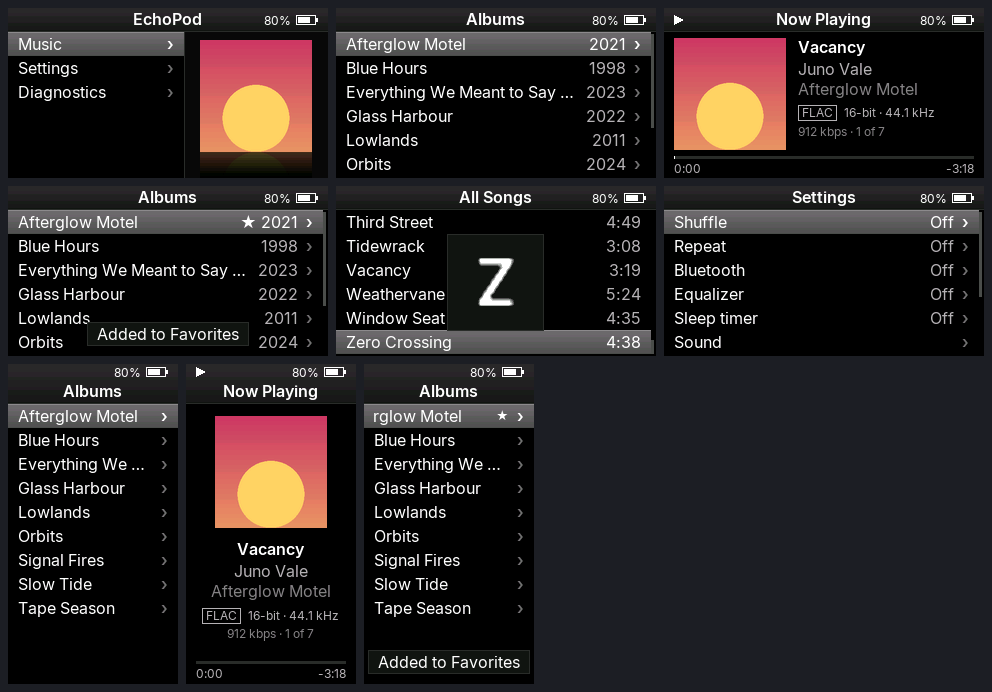 EchoPod 80%
Music ›
Settings ›
Diagnostics ›
Albums 80%
Afterglow Motel 2021 ›
Blue Hours 1998 ›
Everything We Meant to Say ... 2023 ›
Glass Harbour 2022 ›
Lowlands 2011 ›
Orbits 2024 ›
Now Playing 80%
Vacancy
Juno Vale
Afterglow Motel
FLAC 16-bit · 44.1 kHz
912 kbps · 1 of 7
0:00 -3:18
Albums 80%
Afterglow Motel ★ 2021 ›
Blue Hours 1998 ›
Everything We Meant to Say ... 2023 ›
Glass Harbour 2022 ›
Lowlands 2011 ›
Added to Favorites
Orbits 2024 ›
All Songs 80%
Third Street 4:49
Tidewrack 3:08
Vacancy 3:19
Z
Weathervane 5:24
Window Seat 4:35
Zero Crossing 4:38
Settings 80%
Shuffle Off ›
Repeat Off ›
Bluetooth Off ›
Equalizer Off ›
Sleep timer Off ›
Sound ›
80%
Albums
Afterglow Motel ›
Blue Hours ›
Everything We ... ›
Glass Harbour ›
Lowlands ›
Orbits ›
Signal Fires ›
Slow Tide ›
Tape Season ›
80%
Now Playing
Vacancy
Juno Vale
Afterglow Motel
FLAC 16-bit · 44.1 kHz
912 kbps · 1 of 7
0:00 -3:18
80%
Albums
rglow Motel ★ ›
Blue Hours ›
Everything We ... ›
Glass Harbour ›
Lowlands ›
Orbits ›
Signal Fires ›
Slow Tide ›
Tape Season ›
Added to Favorites